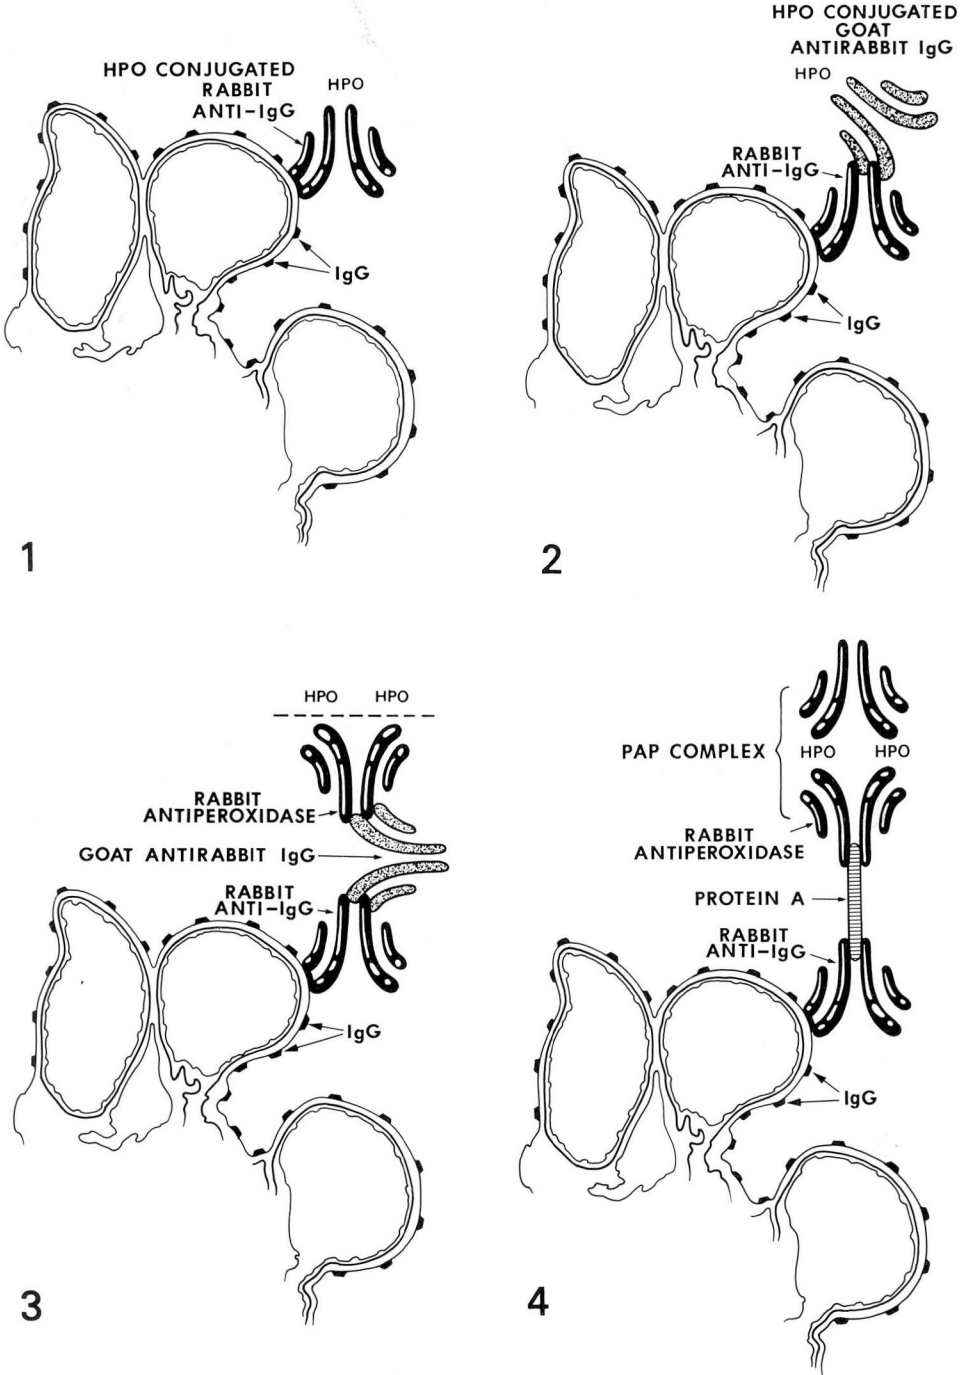 HPO CONJUGATED
RABBIT
ANTI-IgG
HPO
IgG
1
HPO CONJUGATED
GOAT
ANTIRABBIT IgG
HPO
RABBIT
ANTI-IgG
IgG
2
HPO HPO
RABBIT
ANTIPEROXIDASE
GOAT ANTIRABBIT IgG
RABBIT
ANTI-IgG
IgG
3
PAP COMPLEX
HPO HPO
RABBIT
ANTIPEROXIDASE
PROTEIN A
RABBIT
ANTI-IgG
IgG
4